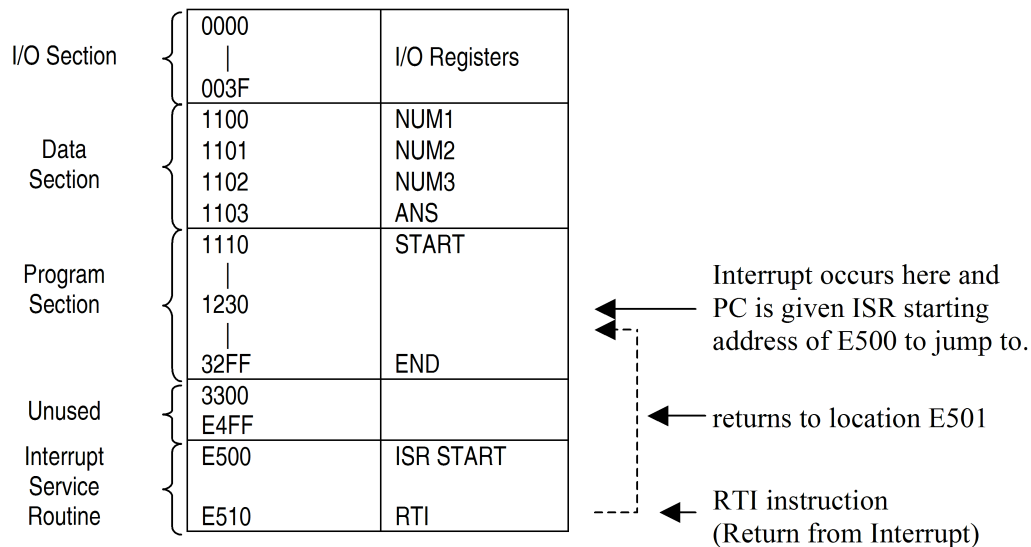 I/O Section
0000
|
003F
I/O Registers
Data
Section
1100 NUM1
1101 NUM2
1102 NUM3
1103 ANS
Program
Section
1110 START
|
1230
|
32FF END
Interrupt occurs here and
PC is given ISR starting
address of E500 to jump to.
Unused
3300
E4FF
returns to location E501
Interrupt
Service
Routine
E500 ISR START
E510 RTI
RTI instruction
(Return from Interrupt)